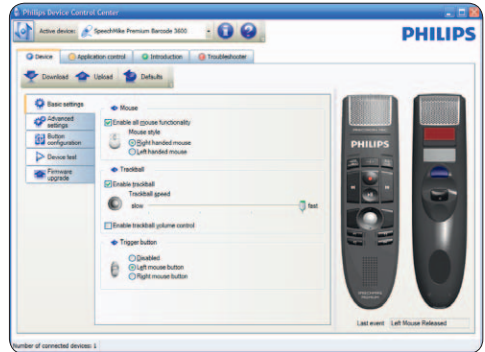 Philips Device Control Center
Active device: SpeechMike Premium Barcode 3600
PHILIPS
Device Application control Introduction Troubleshooter
Download Upload Defaults
Basic settings
Advanced settings
Button configuration
Device test
Firmware upgrade
Mouse
Enable all mouse functionality
Mouse style
Right handed mouse
Left handed mouse
Trackball
Enable trackball
Trackball speed
slow fast
Enable trackball volume control
Trigger button
Disabled
Left mouse button
Right mouse button
PHILIPS
Last event Left Mouse Released
Number of connected devices: 1